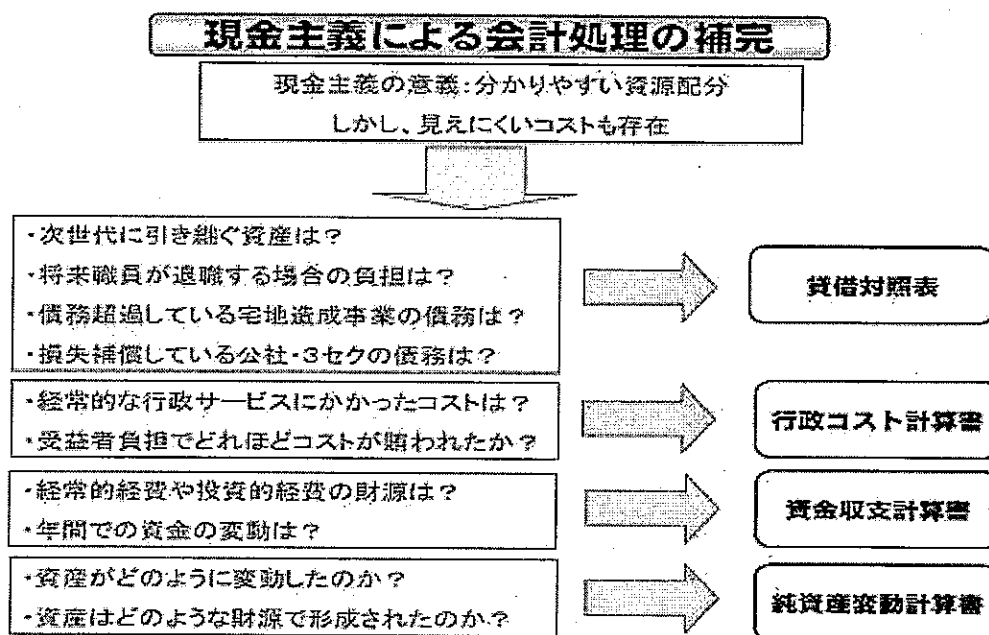 現金主義による会計処理の補完
現金主義の意義:分かりやすい資源配分
しかし、見えにくいコストも存在
・次世代に引き継ぐ資産は?
・将来職員が退職する場合の負担は?
・債務超過している宅地造成事業の債務は?
・損失補償している公社・3セクの債務は?
貸借対照表
・経常的な行政サービスにかかったコストは?
・受益者負担でどれほどコストが賄われたか?
行政コスト計算書
・経常的経費や投資的経費の財源は?
・年間での資金の変動は?
資金収支計算書
・資産がどのように変動したのか?
・資産はどのような財源で形成されたのか?
純資産変動計算書